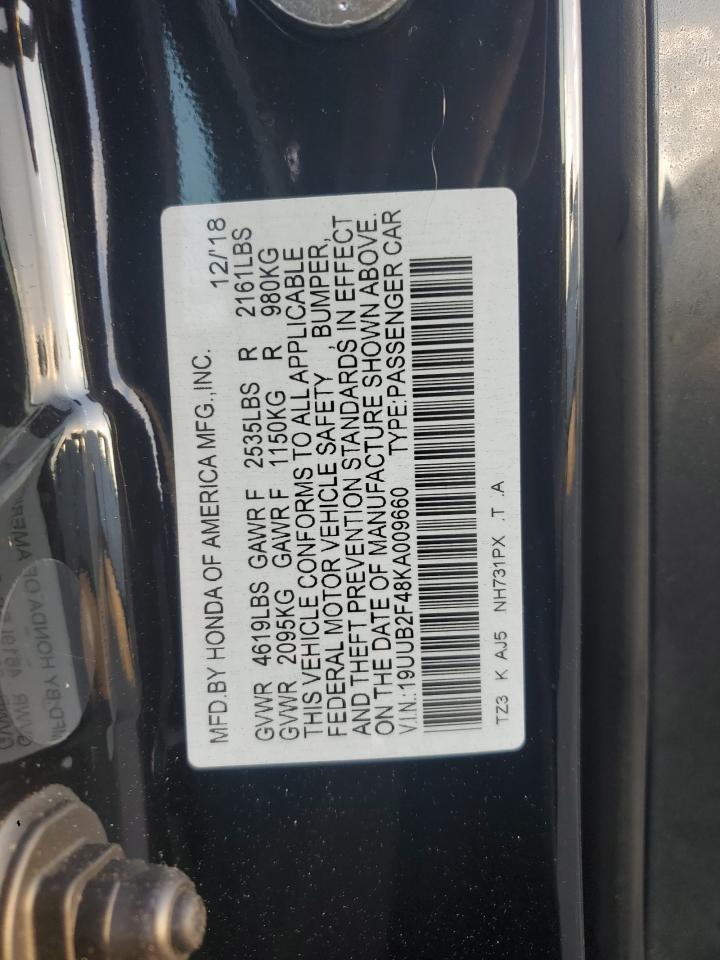 MFD.BY HONDA OF AMERICA MFG.,INC. 12/'18
GVWR 4619LBS GAWR F 2535LBS R 2161LBS
GVWR 2095KG GAWR F 1150KG R 980KG
THIS VEHICLE CONFORMS TO ALL APPLICABLE
FEDERAL MOTOR VEHICLE SAFETY , BUMPER,
AND THEFT PREVENTION STANDARDS IN EFFECT
ON THE DATE OF MANUFACTURE SHOWN ABOVE.
V.I.N.:19UUB2F48KA009660 TYPE:PASSENGER CAR
TZ3 K AJ5 NH731PX .T .A